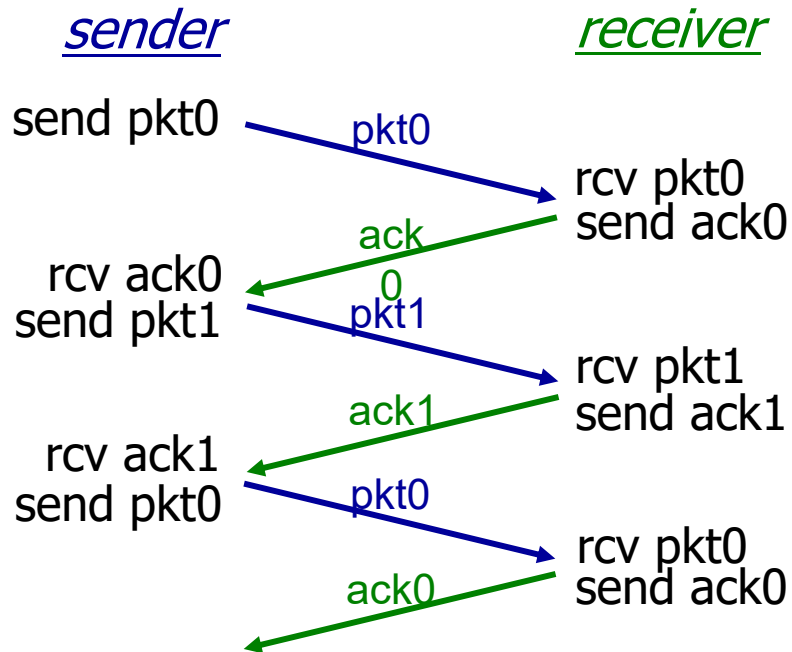 sender
receiver
send pkt0
pkt0
rcv pkt0
send ack0
ack
0
rcv ack0
send pkt1
pkt1
rcv pkt1
send ack1
ack1
rcv ack1
send pkt0
pkt0
rcv pkt0
send ack0
ack0